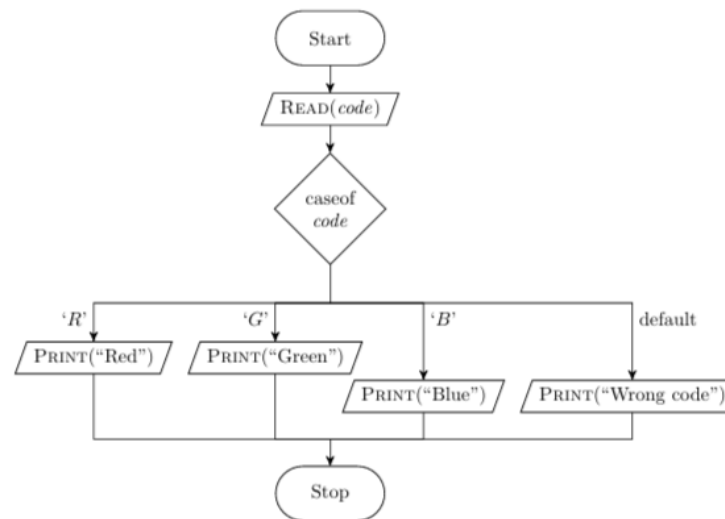 Start
READ(code)
caseof
code
‘R’
‘G’
‘B’
default
PRINT(“Red”)
PRINT(“Green”)
PRINT(“Blue”)
PRINT(“Wrong code”)
Stop